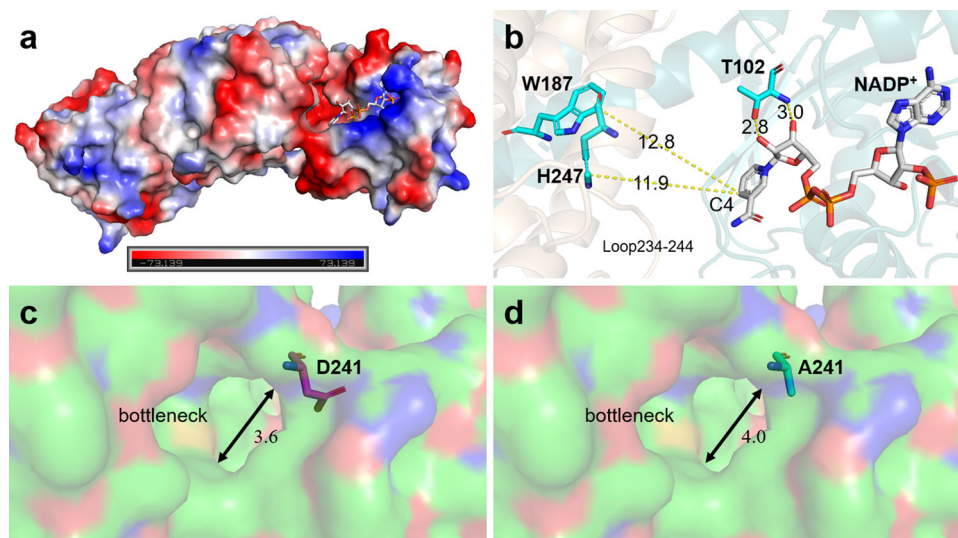 a
-73.139
73.139
b
W187
T102
NADP+
3.0
2.8
12.8
H247
11.9
C4
Loop234-244
c
D241
bottleneck
3.6
d
A241
bottleneck
4.0